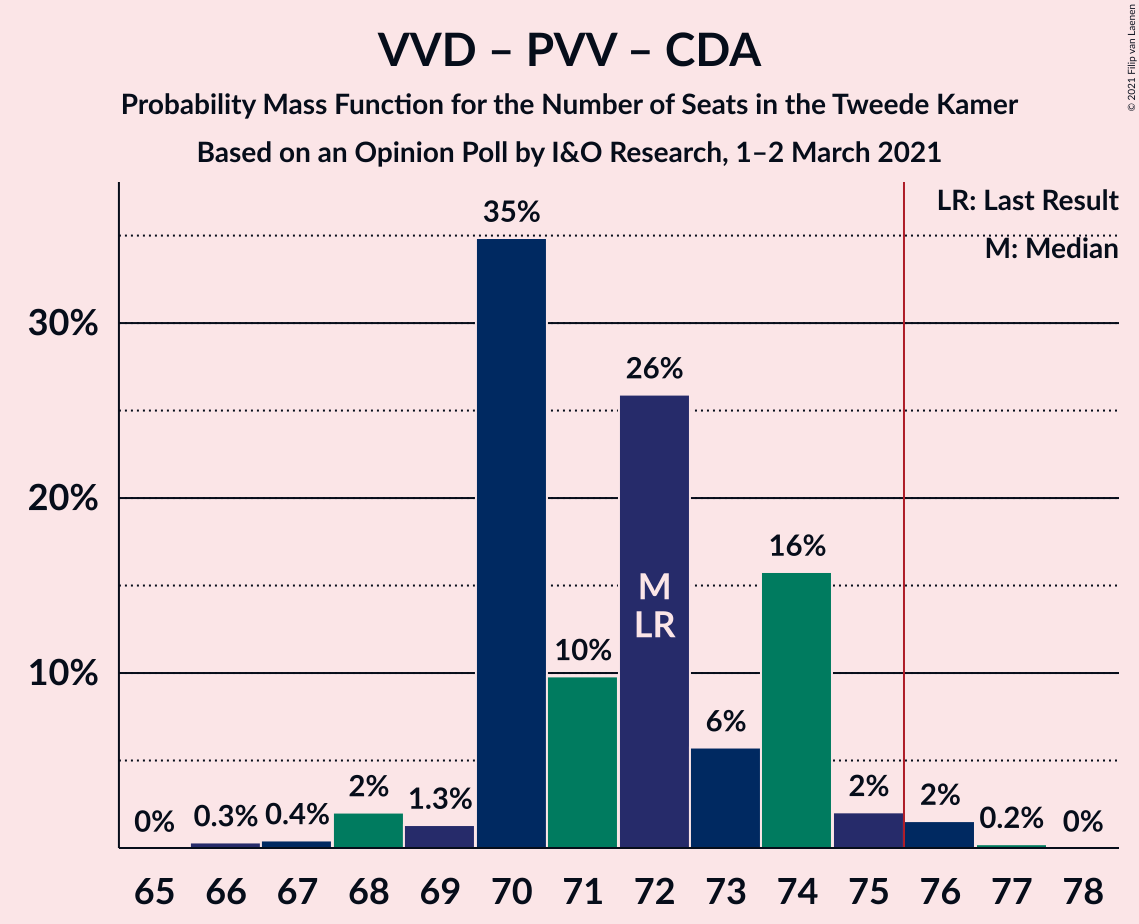 VVD – PVV – CDA
Probability Mass Function for the Number of Seats in the Tweede Kamer
Based on an Opinion Poll by I&O Research, 1–2 March 2021
© 2021 Filip van Laenen
LR: Last Result
M: Median
30%
20%
10%
0%
0.3%
0.4%
2%
1.3%
35%
10%
26%
M
LR
6%
16%
2%
2%
0.2%
0%
65 66 67 68 69 70 71 72 73 74 75 76 77 78